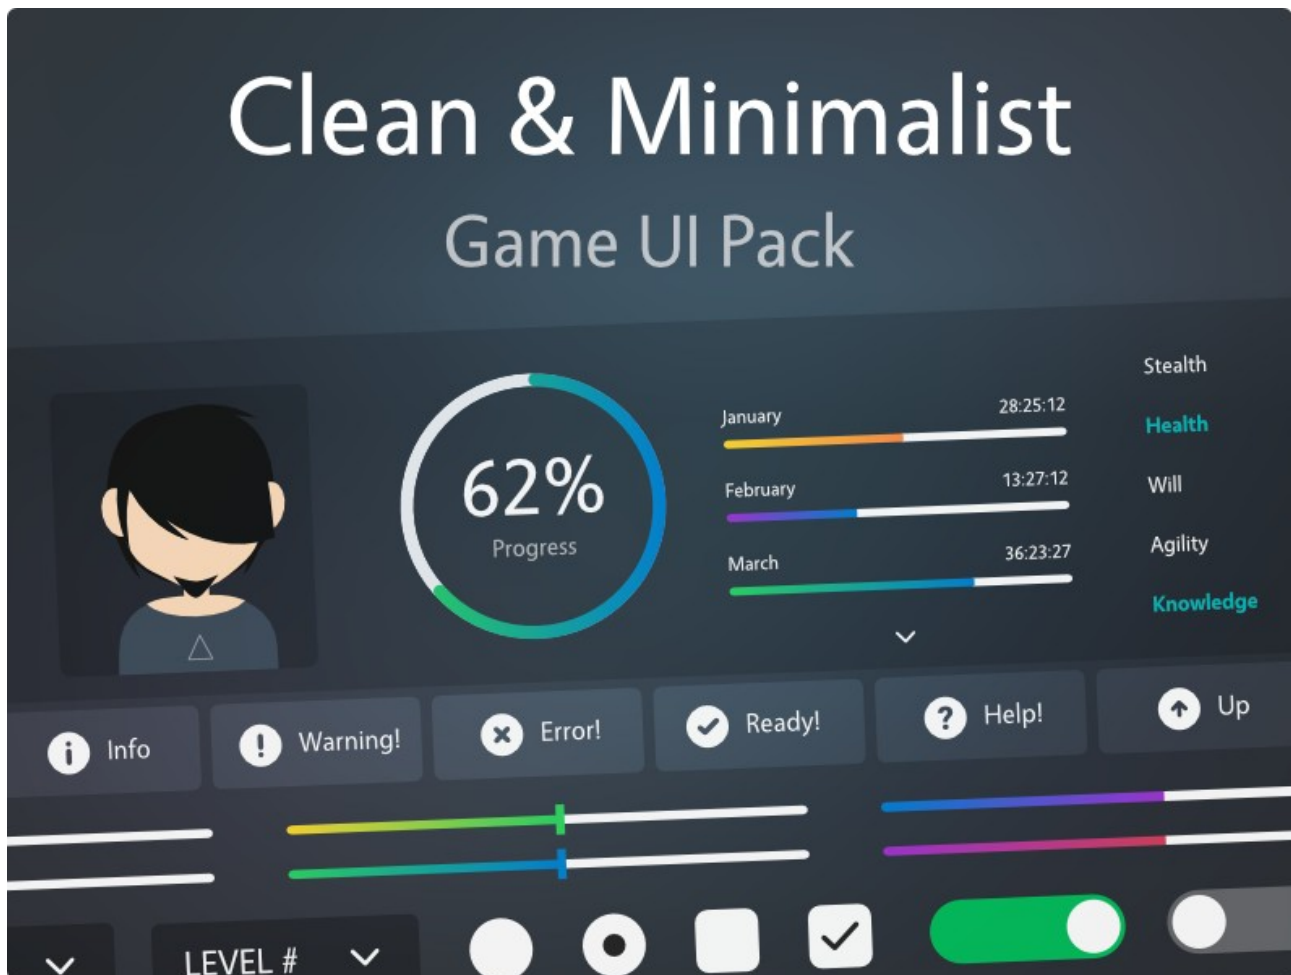 Clean & Minimalist
Game UI Pack
62%
Progress
January 28:25:12
February 13:27:12
March 36:23:27
Stealth
Health
Will
Agility
Knowledge
Info
Warning!
Error!
Ready!
Help!
Up
LEVEL #